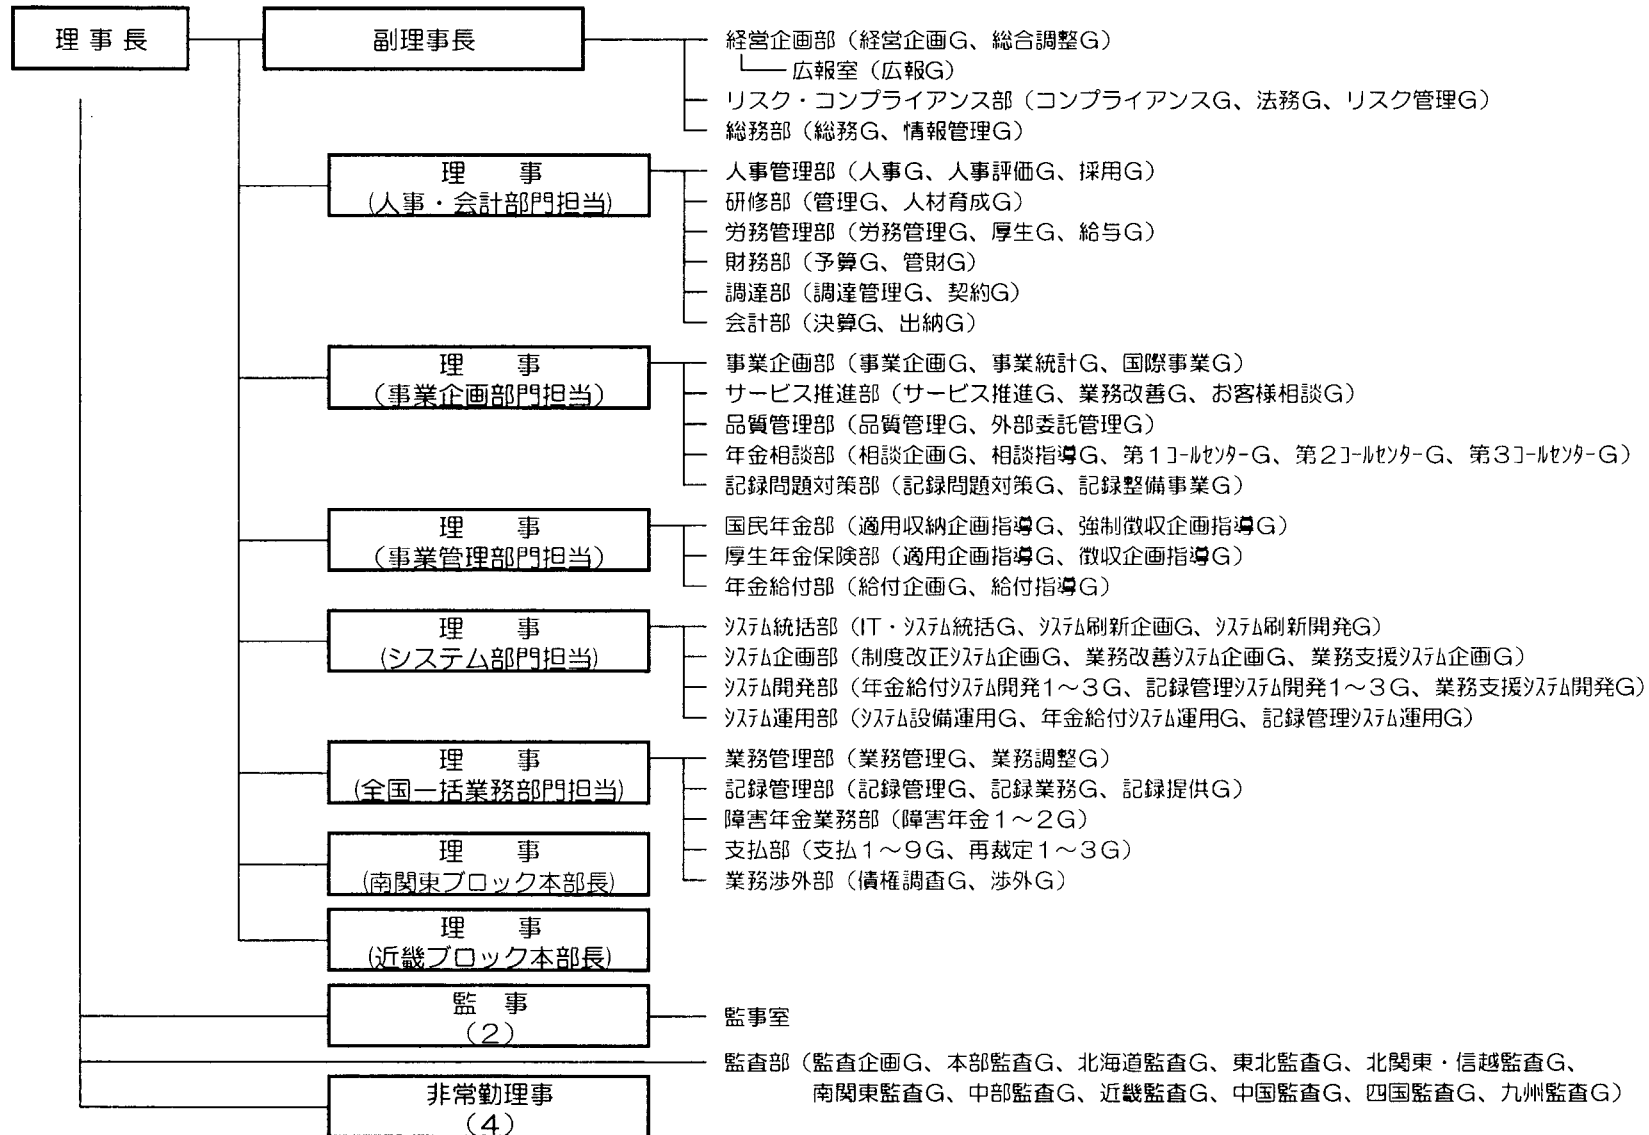 理事長
副理事長
経営企画部（経営企画G、総合調整G）
広報室（広報G）
リスク・コンプライアンス部（コンプライアンスG、法務G、リスク管理G）
総務部（総務G、情報管理G）
理　事
(人事・会計部門担当)
人事管理部（人事G、人事評価G、採用G）
研修部（管理G、人材育成G）
労務管理部（労務管理G、厚生G、給与G）
財務部（予算G、管財G）
調達部（調達管理G、契約G）
会計部（決算G、出納G）
理　事
（事業企画部門担当）
事業企画部（事業企画G、事業統計G、国際事業G）
サービス推進部（サービス推進G、業務改善G、お客様相談G）
品質管理部（品質管理G、外部委託管理G）
年金相談部（相談企画G、相談指導G、第１ｺｰﾙｾﾝﾀｰG、第２ｺｰﾙｾﾝﾀｰG、第３ｺｰﾙｾﾝﾀｰG）
記録問題対策部（記録問題対策G、記録整備事業G）
理　事
（事業管理部門担当）
国民年金部（適用収納企画指導G、強制徴収企画指導G）
厚生年金保険部（適用企画指導G、徴収企画指導G）
年金給付部（給付企画G、給付指導G）
理　事
(システム部門担当)
ｼｽﾃﾑ統括部（IT・ｼｽﾃﾑ統括G、ｼｽﾃﾑ刷新企画G、ｼｽﾃﾑ刷新開発G）
ｼｽﾃﾑ企画部（制度改正ｼｽﾃﾑ企画G、業務改善ｼｽﾃﾑ企画G、業務支援ｼｽﾃﾑ企画G）
ｼｽﾃﾑ開発部（年金給付ｼｽﾃﾑ開発1～3G、記録管理ｼｽﾃﾑ開発1～3G、業務支援ｼｽﾃﾑ開発G）
ｼｽﾃﾑ運用部（ｼｽﾃﾑ設備運用G、年金給付ｼｽﾃﾑ運用G、記録管理ｼｽﾃﾑ運用G）
理　事
(全国一括業務部門担当)
業務管理部（業務管理G、業務調整G）
記録管理部（記録管理G、記録業務G、記録提供G）
障害年金業務部（障害年金１～２G）
支払部（支払１～９G、再裁定１～３G）
業務渉外部（債権調査G、渉外G）
理　事
(南関東ブロック本部長)
理　事
(近畿ブロック本部長)
監　事
（２）
監事室
監査部（監査企画G、本部監査G、北海道監査G、東北監査G、北関東・信越監査G、
南関東監査G、中部監査G、近畿監査G、中国監査G、四国監査G、九州監査G）
非常勤理事
（４）